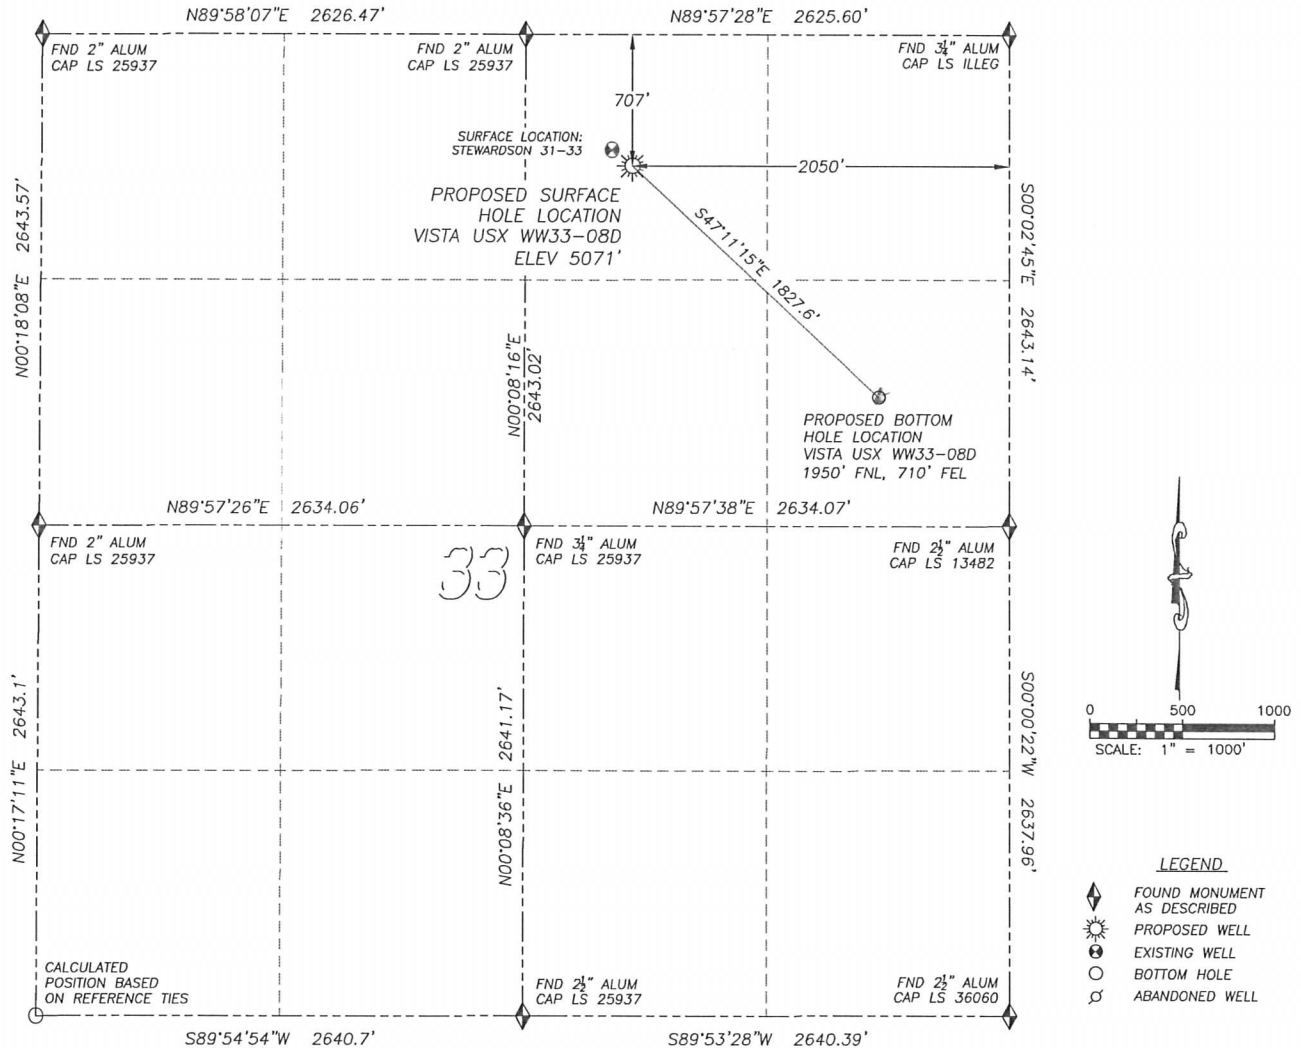 N89°58'07"E 2626.47'
N89°57'28"E 2625.60'
FND 2" ALUM
CAP LS 25937
FND 2" ALUM
CAP LS 25937
FND 3¼" ALUM
CAP LS ILLEG
707'
SURFACE LOCATION:
STEWARDSON 31-33
2050'
PROPOSED SURFACE
HOLE LOCATION
VISTA USX WW33-08D
ELEV 5071'
S47°11'15"E 1827.6'
N00°18'08"E 2643.57'
N00°08'16"E
2643.02'
S00°02'45"E 2643.14'
PROPOSED BOTTOM
HOLE LOCATION
VISTA USX WW33-08D
1950' FNL, 710' FEL
N89°57'26"E 2634.06'
N89°57'38"E 2634.07'
FND 2" ALUM
CAP LS 25937
33
FND 3¼" ALUM
CAP LS 25937
FND 2½" ALUM
CAP LS 13482
N00°17'11"E 2643.1'
N00°08'36"E 2641.17'
S00°00'22"W 2637.96'
0 500 1000
SCALE: 1" = 1000'
LEGEND
FOUND MONUMENT
AS DESCRIBED
PROPOSED WELL
EXISTING WELL
BOTTOM HOLE
ABANDONED WELL
CALCULATED
POSITION BASED
ON REFERENCE TIES
FND 2½" ALUM
CAP LS 25937
FND 2½" ALUM
CAP LS 36060
S89°54'54"W 2640.7'
S89°53'28"W 2640.39'